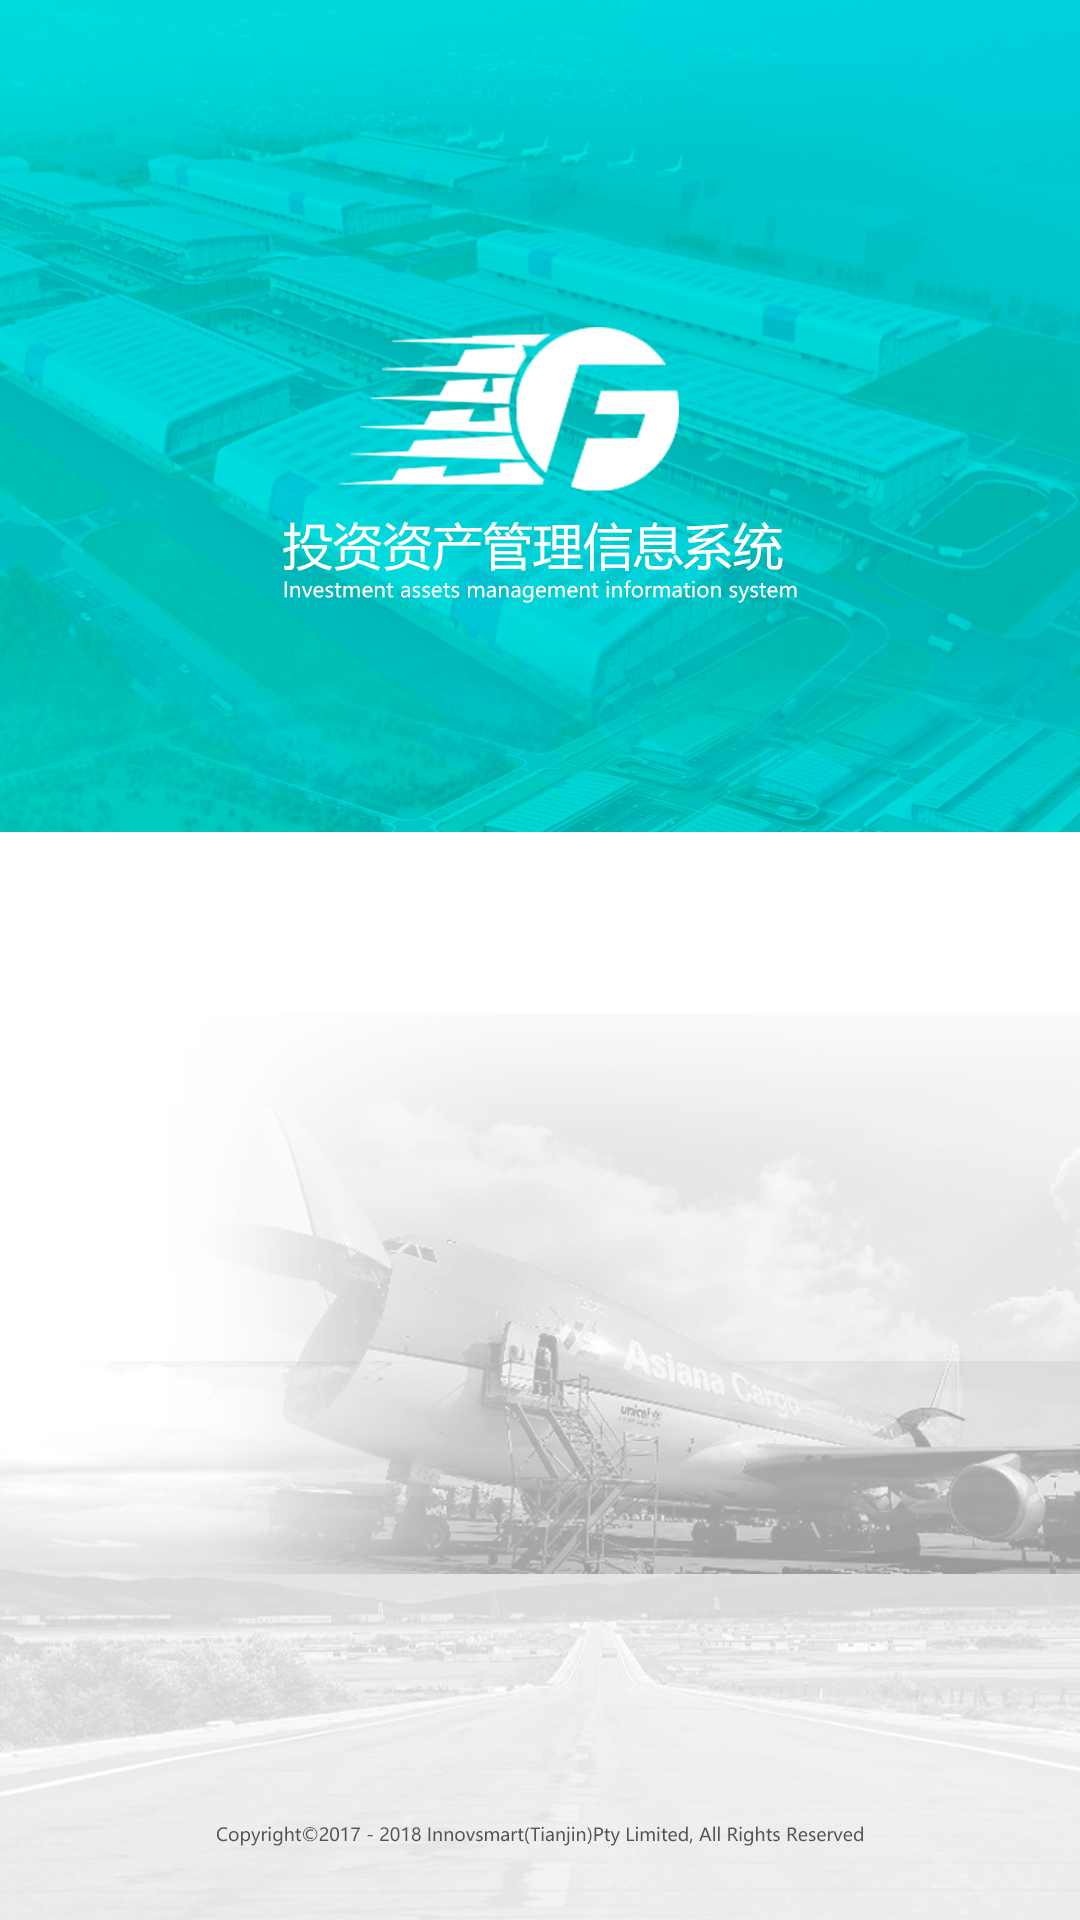 投资资产管理信息系统
Investment assets management information system
Asiana Cargo
unicef
Copyright©2017 - 2018 Innovsmart(Tianjin)Pty Limited, All Rights Reserved